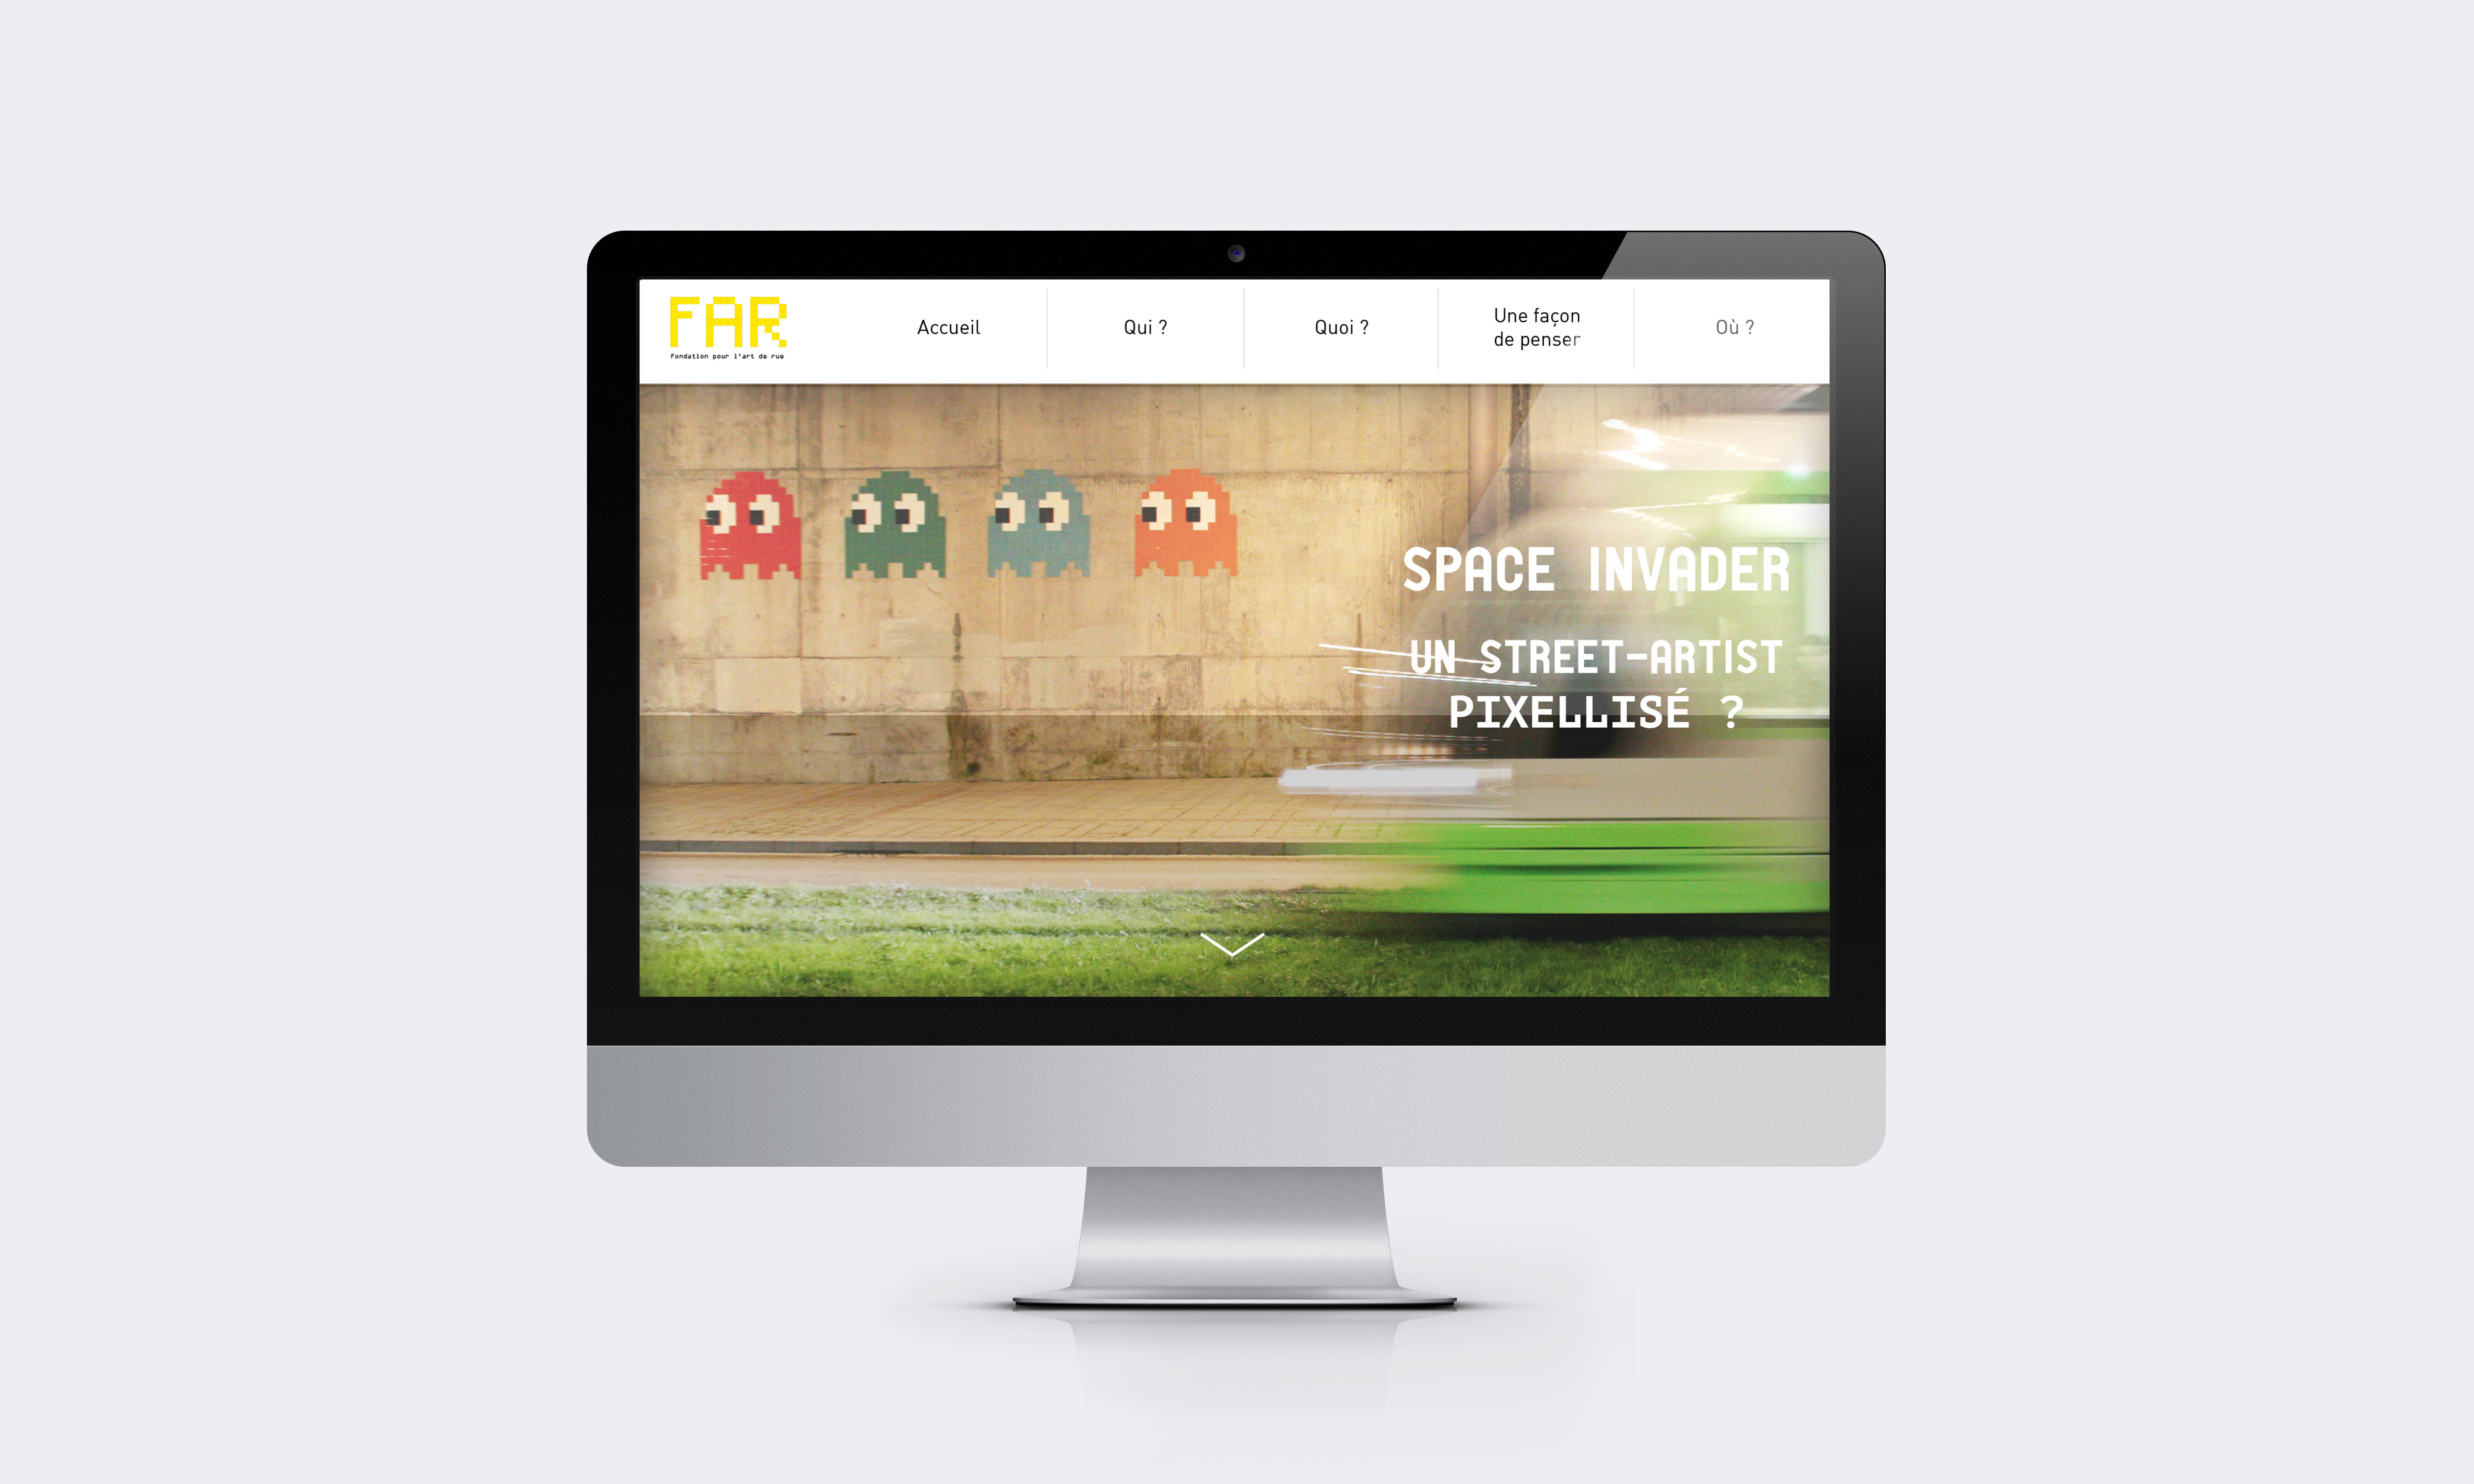 FAR
Fondation pour l'art de rue
Accueil
Qui ?
Quoi ?
Une façon
de penser
Où ?
SPACE INVADER
UN STREET-ARTIST
PIXELLISÉ ?